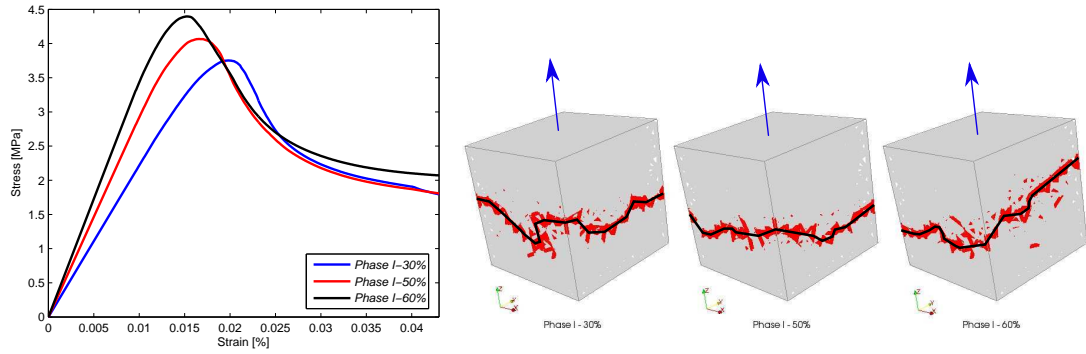 4.5
4
3.5
3
2.5
2
1.5
1
0.5
0
Stress [MPa]
0 0.005 0.01 0.015 0.02 0.025 0.03 0.035 0.04
Strain [%]
Phase I−30%
Phase I−50%
Phase I−60%
Z Y X
Phase I - 30%
Z Y X
Phase I - 50%
Z Y X
Phase I - 60%